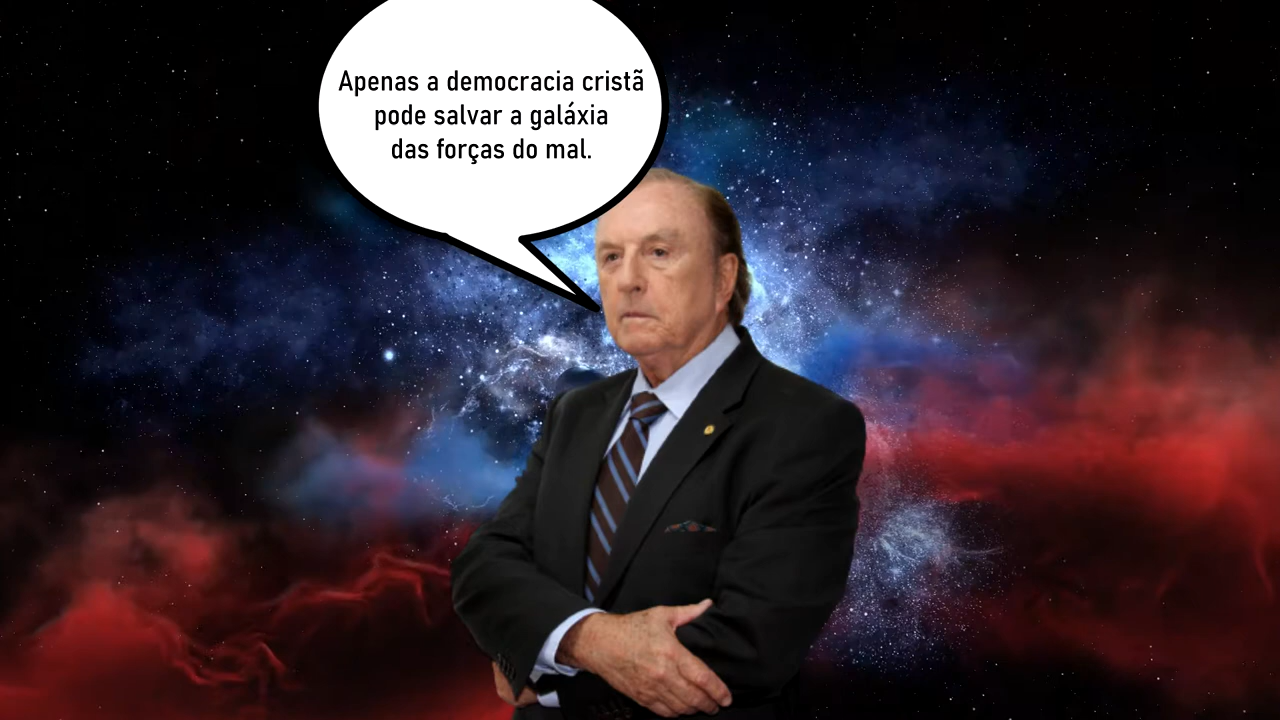 Apenas a democracia cristã
pode salvar a galáxia
das forças do mal.